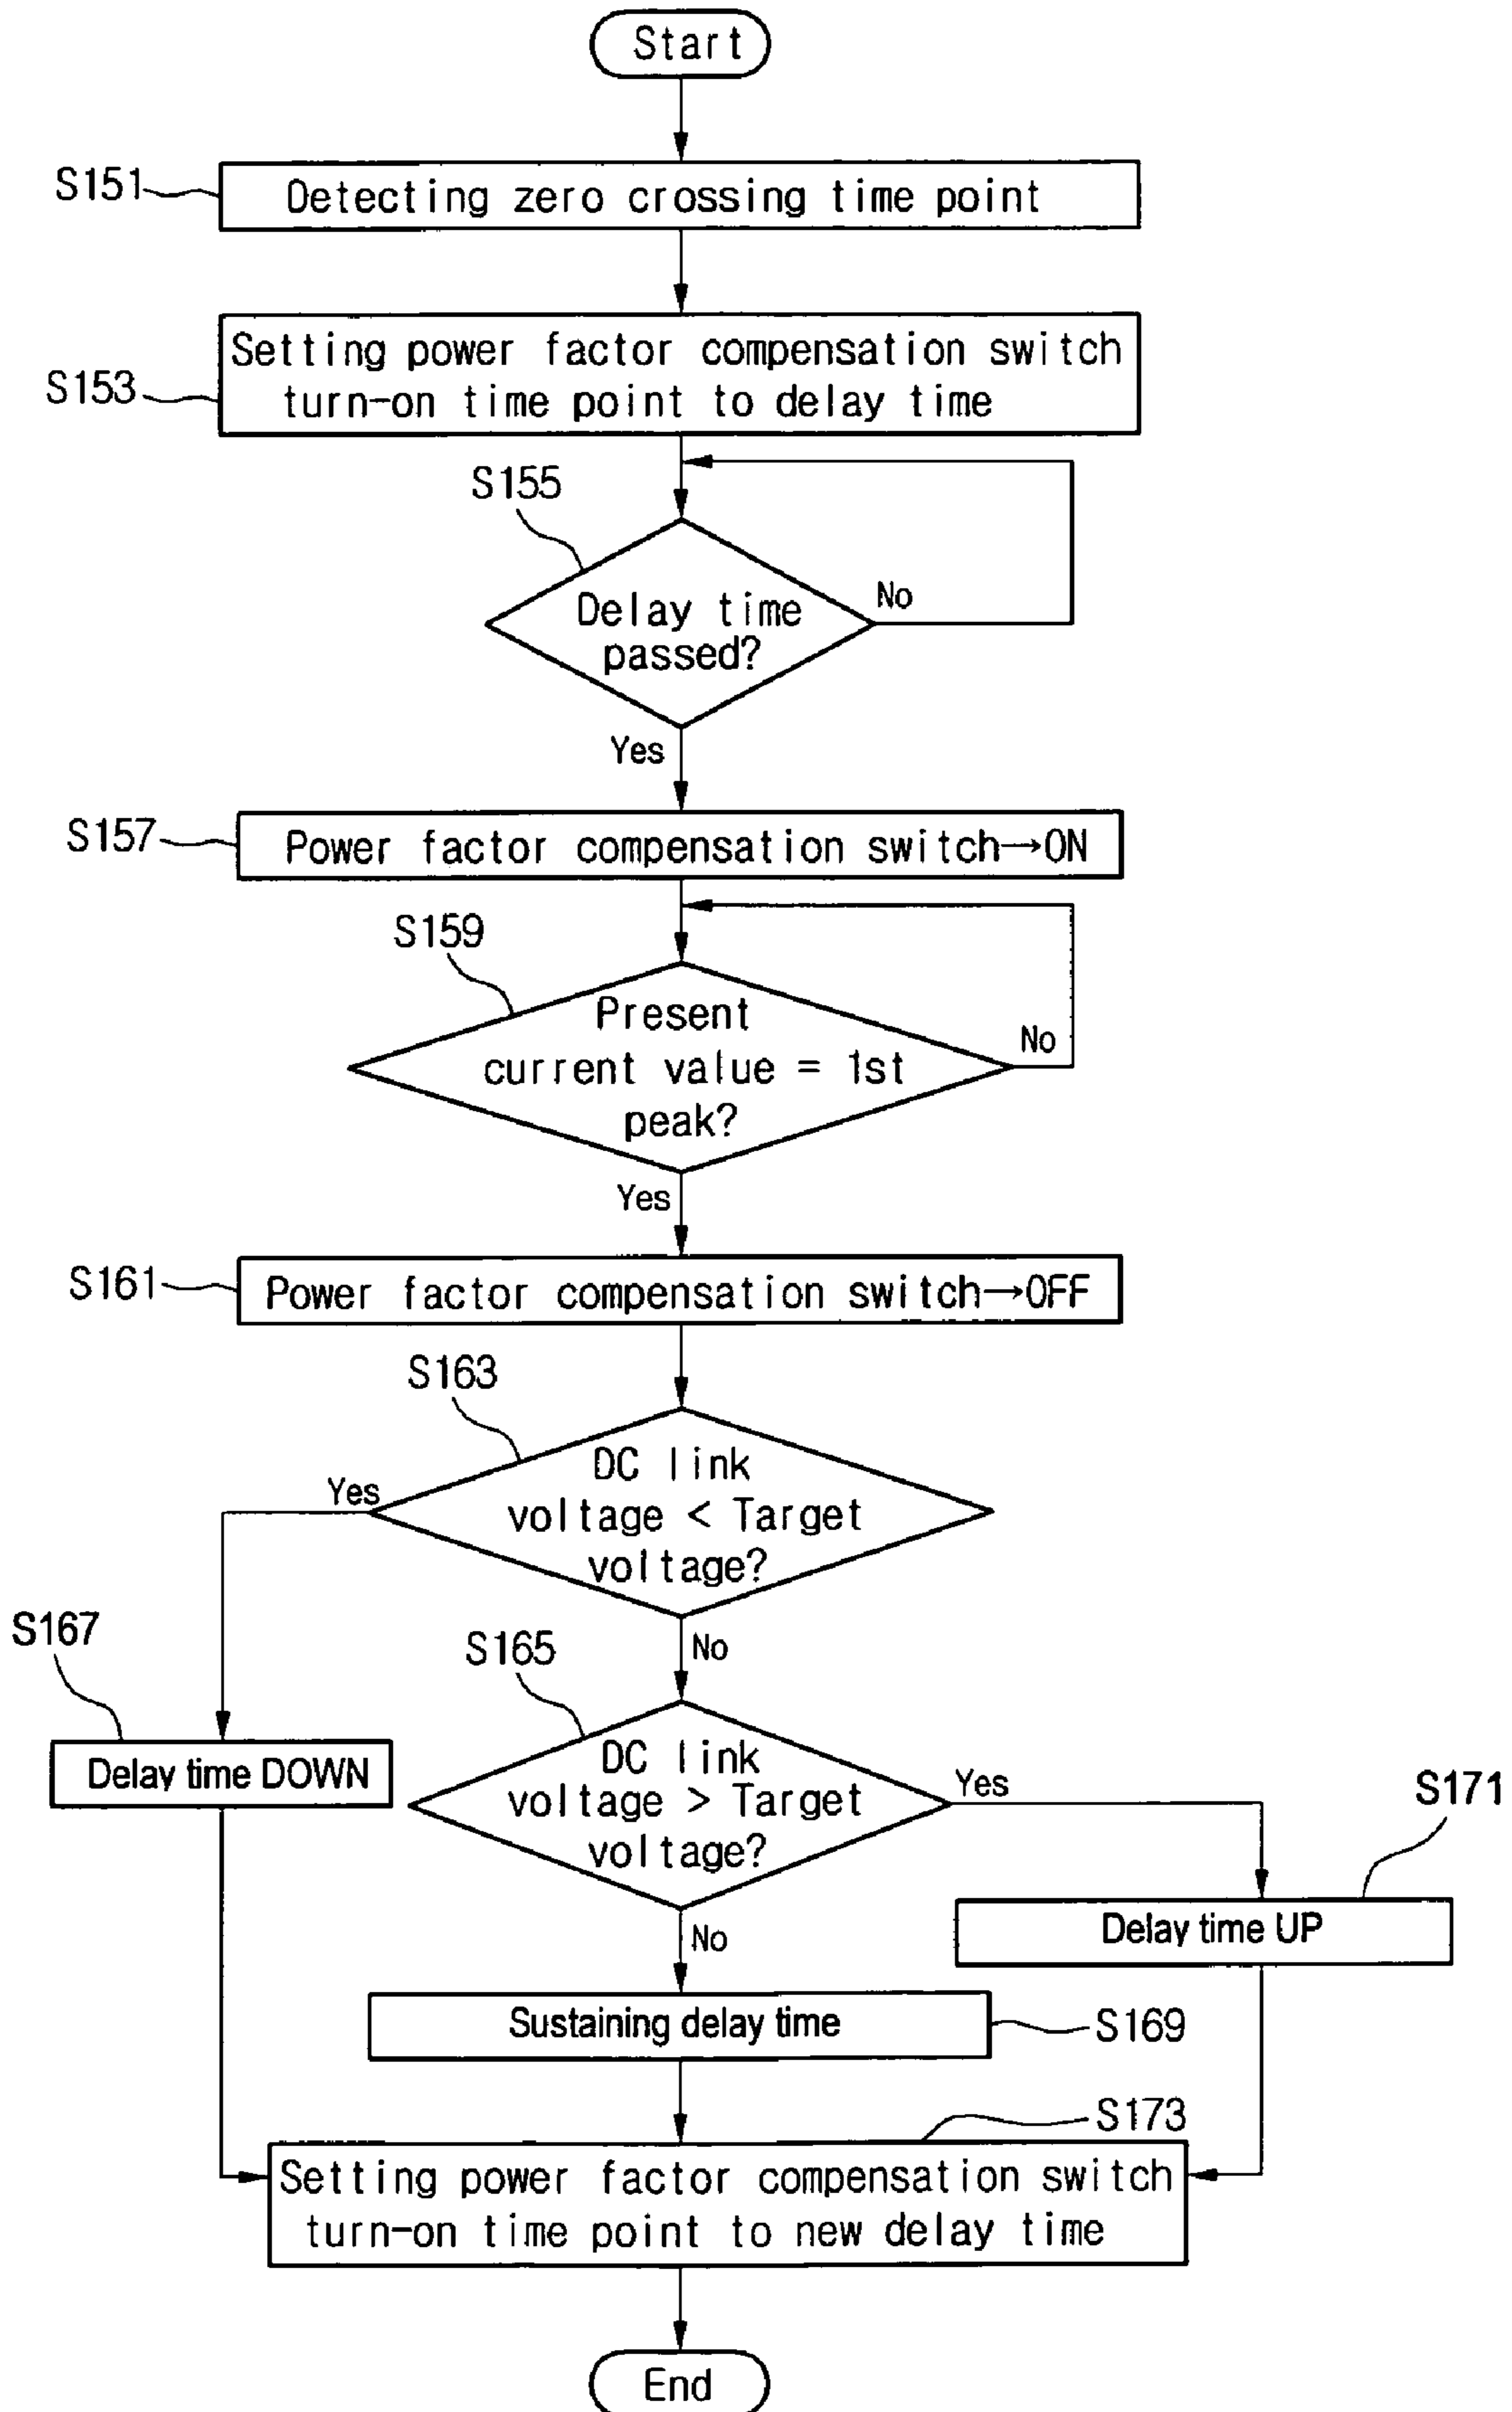 Start
S151
Detecting zero crossing time point
S153
Setting power factor compensation switch
turn-on time point to delay time
S155
Delay time
passed?
No
Yes
S157
Power factor compensation switch→ON
S159
Present
current value = 1st
peak?
No
Yes
S161
Power factor compensation switch→OFF
S163
DC link
voltage < Target
voltage?
Yes
No
S167
Delay time DOWN
S165
DC link
voltage > Target
voltage?
Yes
No
S171
Delay time UP
Sustaining delay time
S169
S173
Setting power factor compensation switch
turn-on time point to new delay time
End